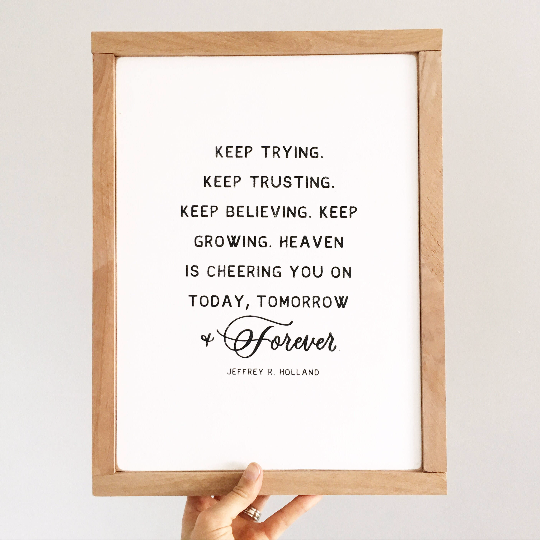 KEEP TRYING.
KEEP TRUSTING.
KEEP BELIEVING. KEEP
GROWING. HEAVEN
IS CHEERING YOU ON
TODAY, TOMORROW
& Forever.
JEFFREY R. HOLLAND